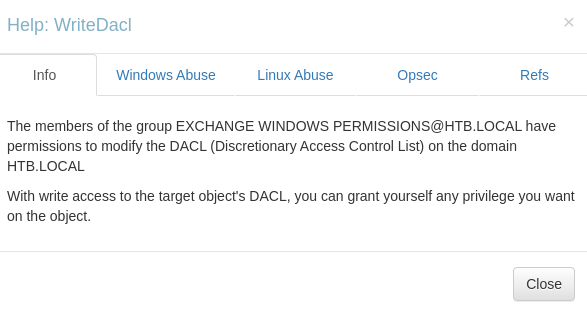 Help: WriteDacl
×
Info
Windows Abuse
Linux Abuse
Opsec
Refs
The members of the group EXCHANGE WINDOWS PERMISSIONS@HTB.LOCAL have
permissions to modify the DACL (Discretionary Access Control List) on the domain
HTB.LOCAL
With write access to the target object's DACL, you can grant yourself any privilege you want
on the object.
Close